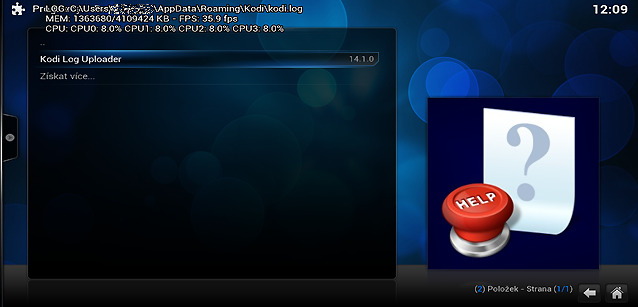 LOG: C:\Users\ \AppData\Roaming\Kodi\kodi.log
12:09
MEM: 1363680/4109424 KB - FPS: 35.9 fps
CPU: CPU0: 8.0% CPU1: 8.0% CPU2: 8.0% CPU3: 8.0%
..
Kodi Log Uploader 14.1.0
Získat více...
?
HELP
(2) Položek - Strana (1/1)